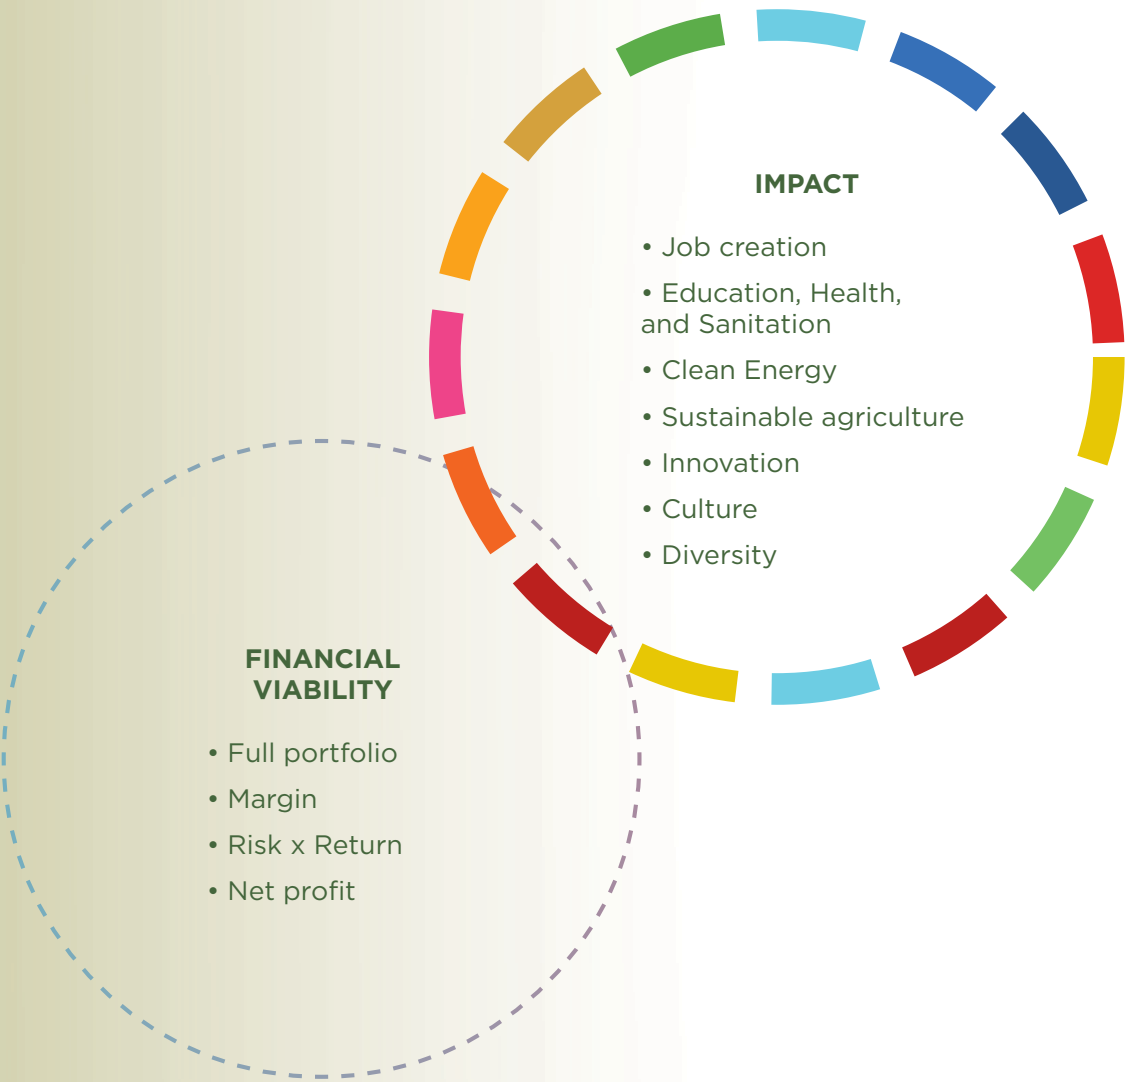 IMPACT
• Job creation
• Education, Health,
and Sanitation
• Clean Energy
• Sustainable agriculture
• Innovation
• Culture
• Diversity
FINANCIAL
VIABILITY
• Full portfolio
• Margin
• Risk x Return
• Net profit